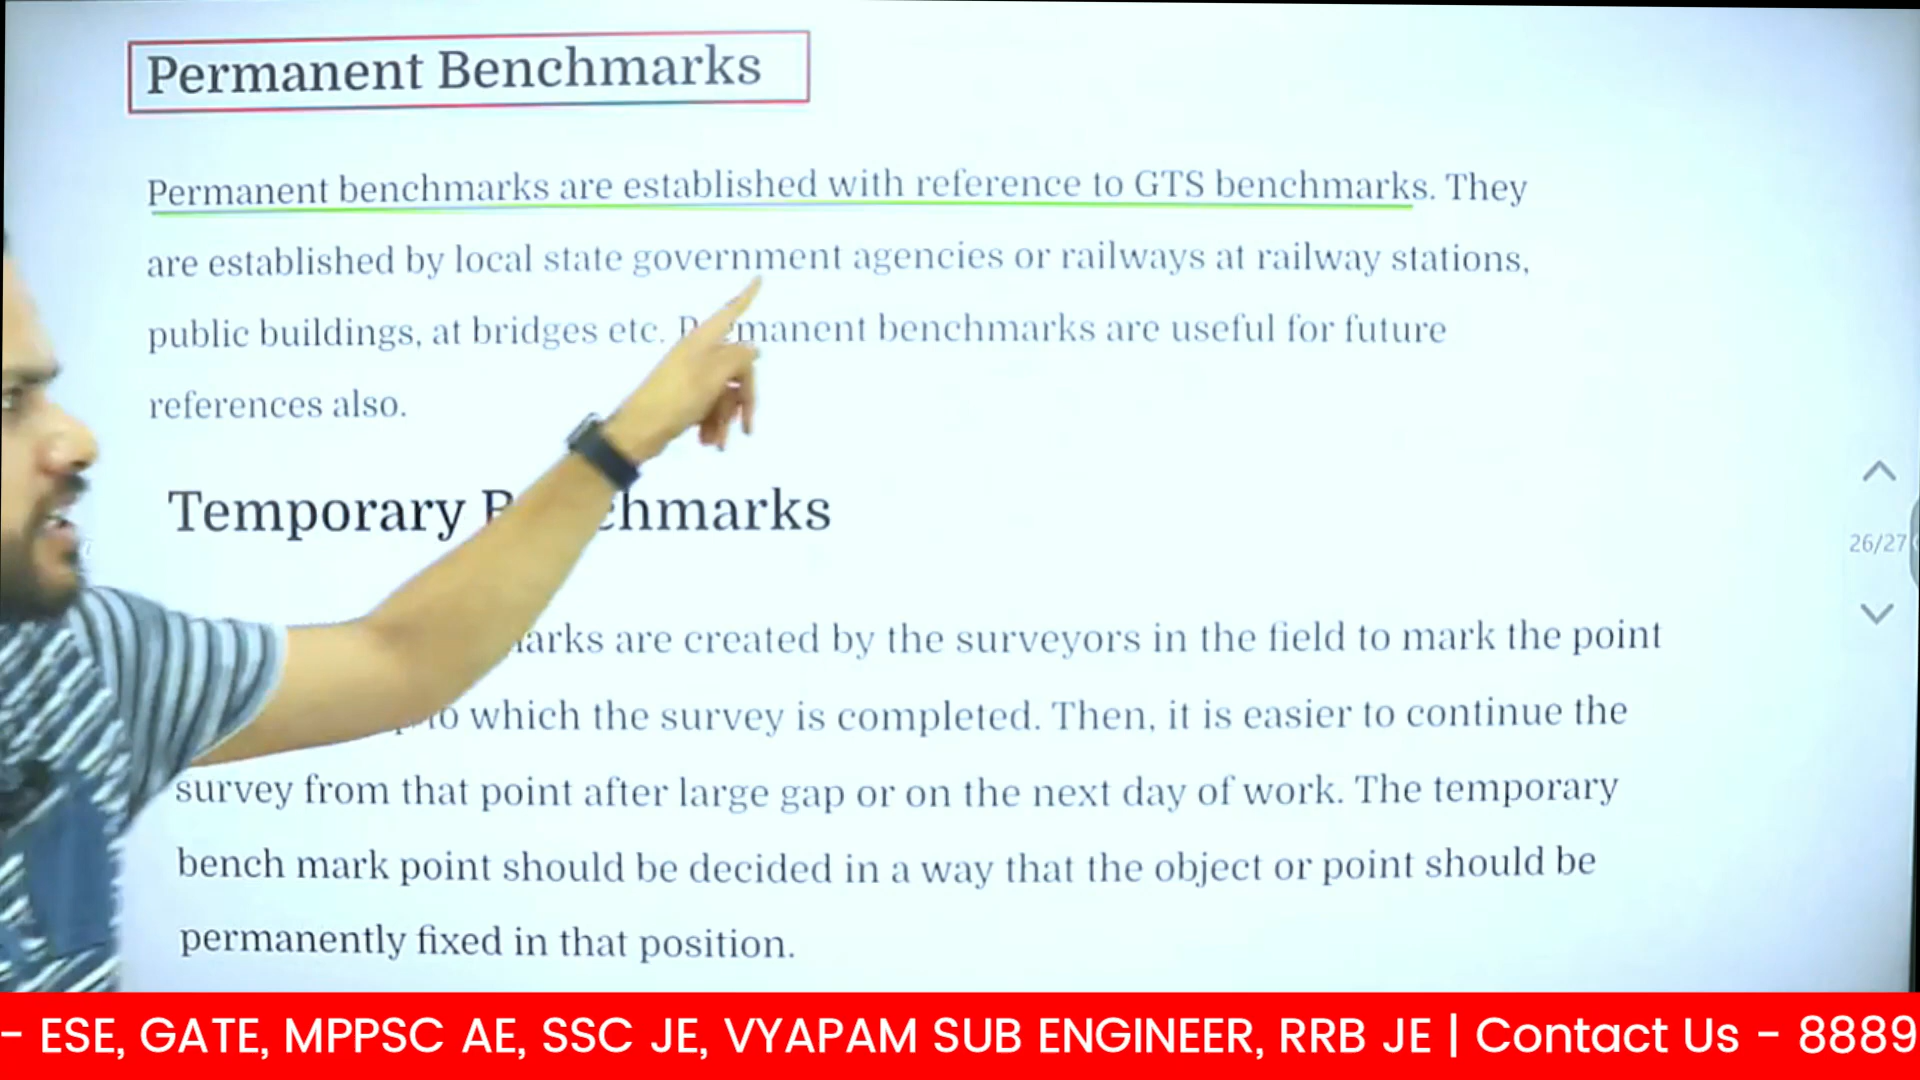 Permanent Benchmarks
Permanent benchmarks are established with reference to GTS benchmarks. They
are established by local state government agencies or railways at railway stations,
public buildings, at bridges etc. manent benchmarks are useful for future
references also.
Temporary chmarks
26/27
arks are created by the surveyors in the field to mark the point
to which the survey is completed. Then, it is easier to continue the
survey from that point after large gap or on the next day of work. The temporary
bench mark point should be decided in a way that the object or point should be
permanently fixed in that position.
- ESE, GATE, MPPSC AE, SSC JE, VYAPAM SUB ENGINEER, RRB JE | Contact Us - 8889